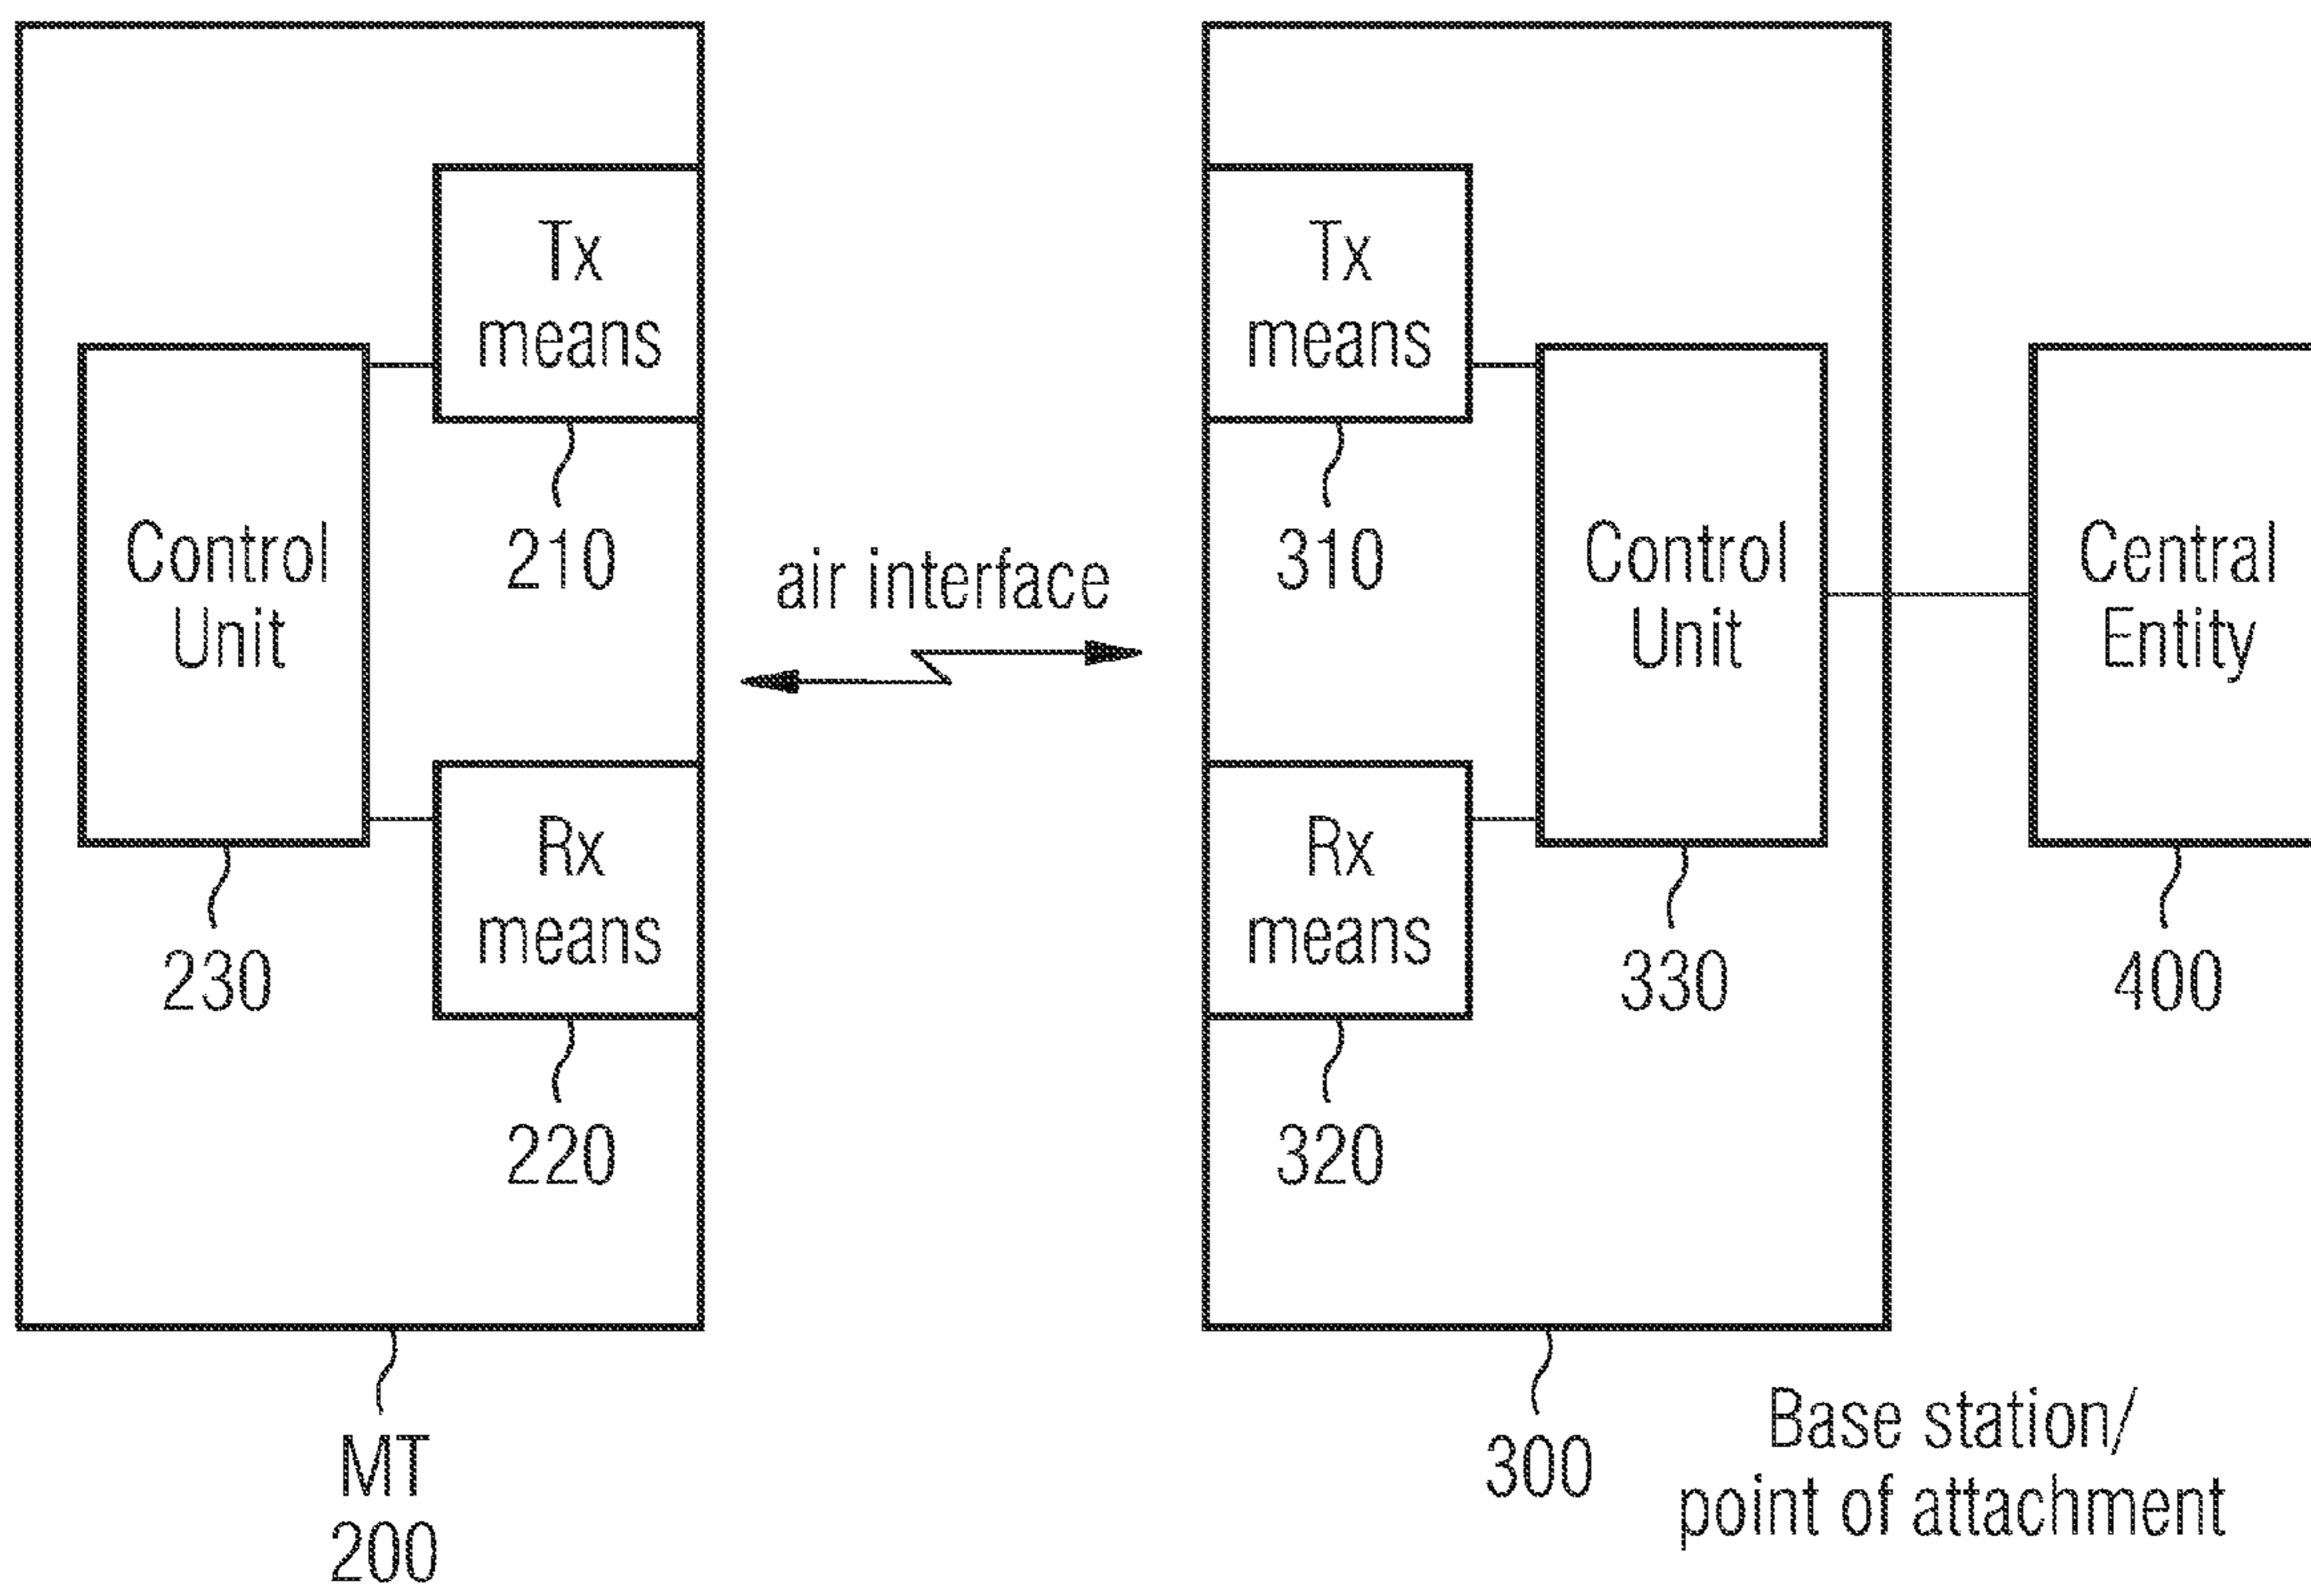 Tx
means
210
Control
Unit
230
Rx
means
220
MT
200
air interface
Tx
means
310
Control
Unit
330
Rx
means
320
300
Base station/
point of attachment
Central
Entity
400